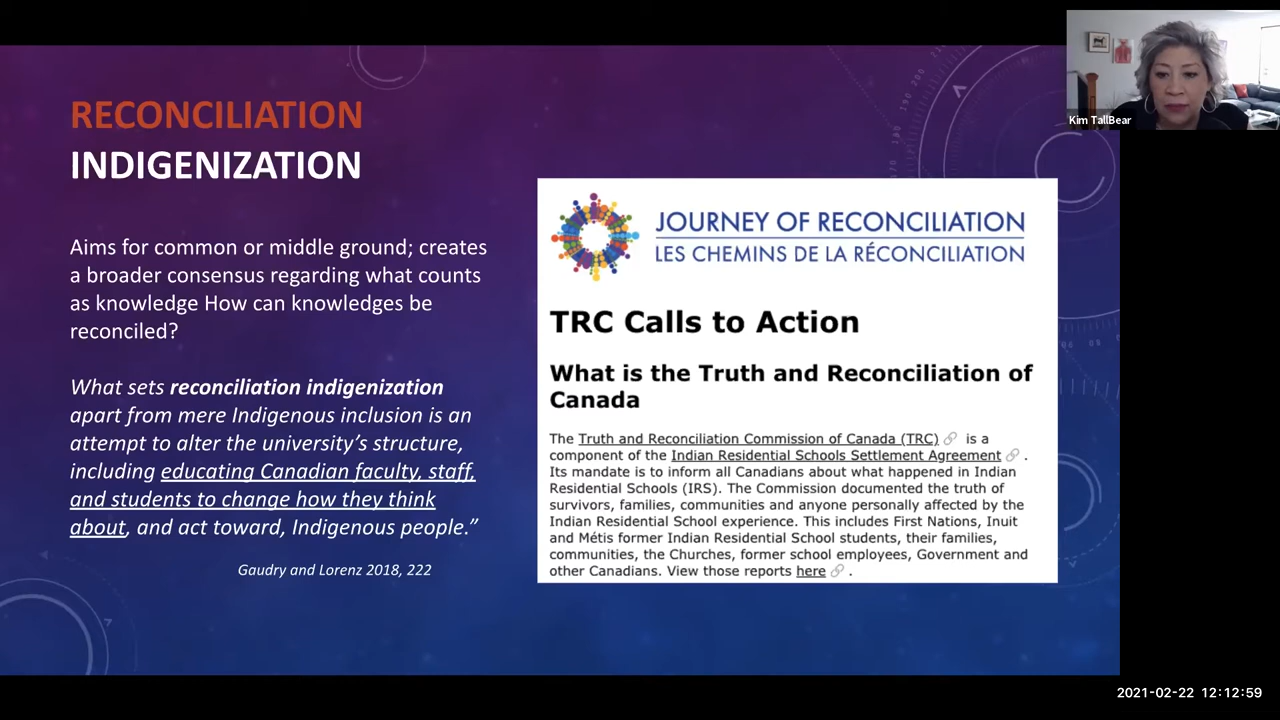 RECONCILIATION
INDIGENIZATION
Aims for common or middle ground; creates
a broader consensus regarding what counts
as knowledge How can knowledges be
reconciled?
What sets reconciliation indigenization
apart from mere Indigenous inclusion is an
attempt to alter the university's structure,
including educating Canadian faculty, staff,
and students to change how they think
about, and act toward, Indigenous people.”
Gaudry and Lorenz 2018, 222
JOURNEY OF RECONCILIATION
LES CHEMINS DE LA RÉCONCILIATION
TRC Calls to Action
What is the Truth and Reconciliation of
Canada
The Truth and Reconciliation Commission of Canada (TRC) is a
component of the Indian Residential Schools Settlement Agreement .
Its mandate is to inform all Canadians about what happened in Indian
Residential Schools (IRS). The Commission documented the truth of
survivors, families, communities and anyone personally affected by the
Indian Residential School experience. This includes First Nations, Inuit
and Métis former Indian Residential School students, their families,
communities, the Churches, former school employees, Government and
other Canadians. View those reports here .
Kim TallBear
2021-02-22 12:12:59